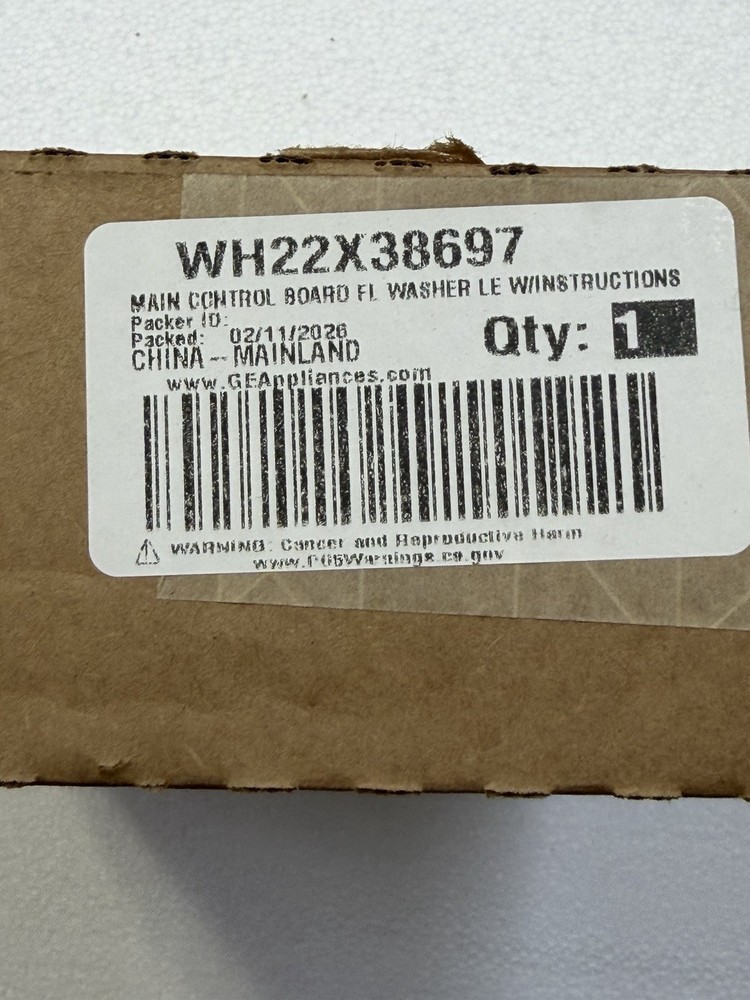 WH22X38697
MAIN CONTROL BOARD FL WASHER LE W/INSTRUCTIONS
Packer ID:
Packed: 02/11/2026
Qty: 1
CHINA - MAINLAND
www.GEAppliances.com
WARNING: Cancer and Reproductive Harm
www.P65Warnings.ca.gov